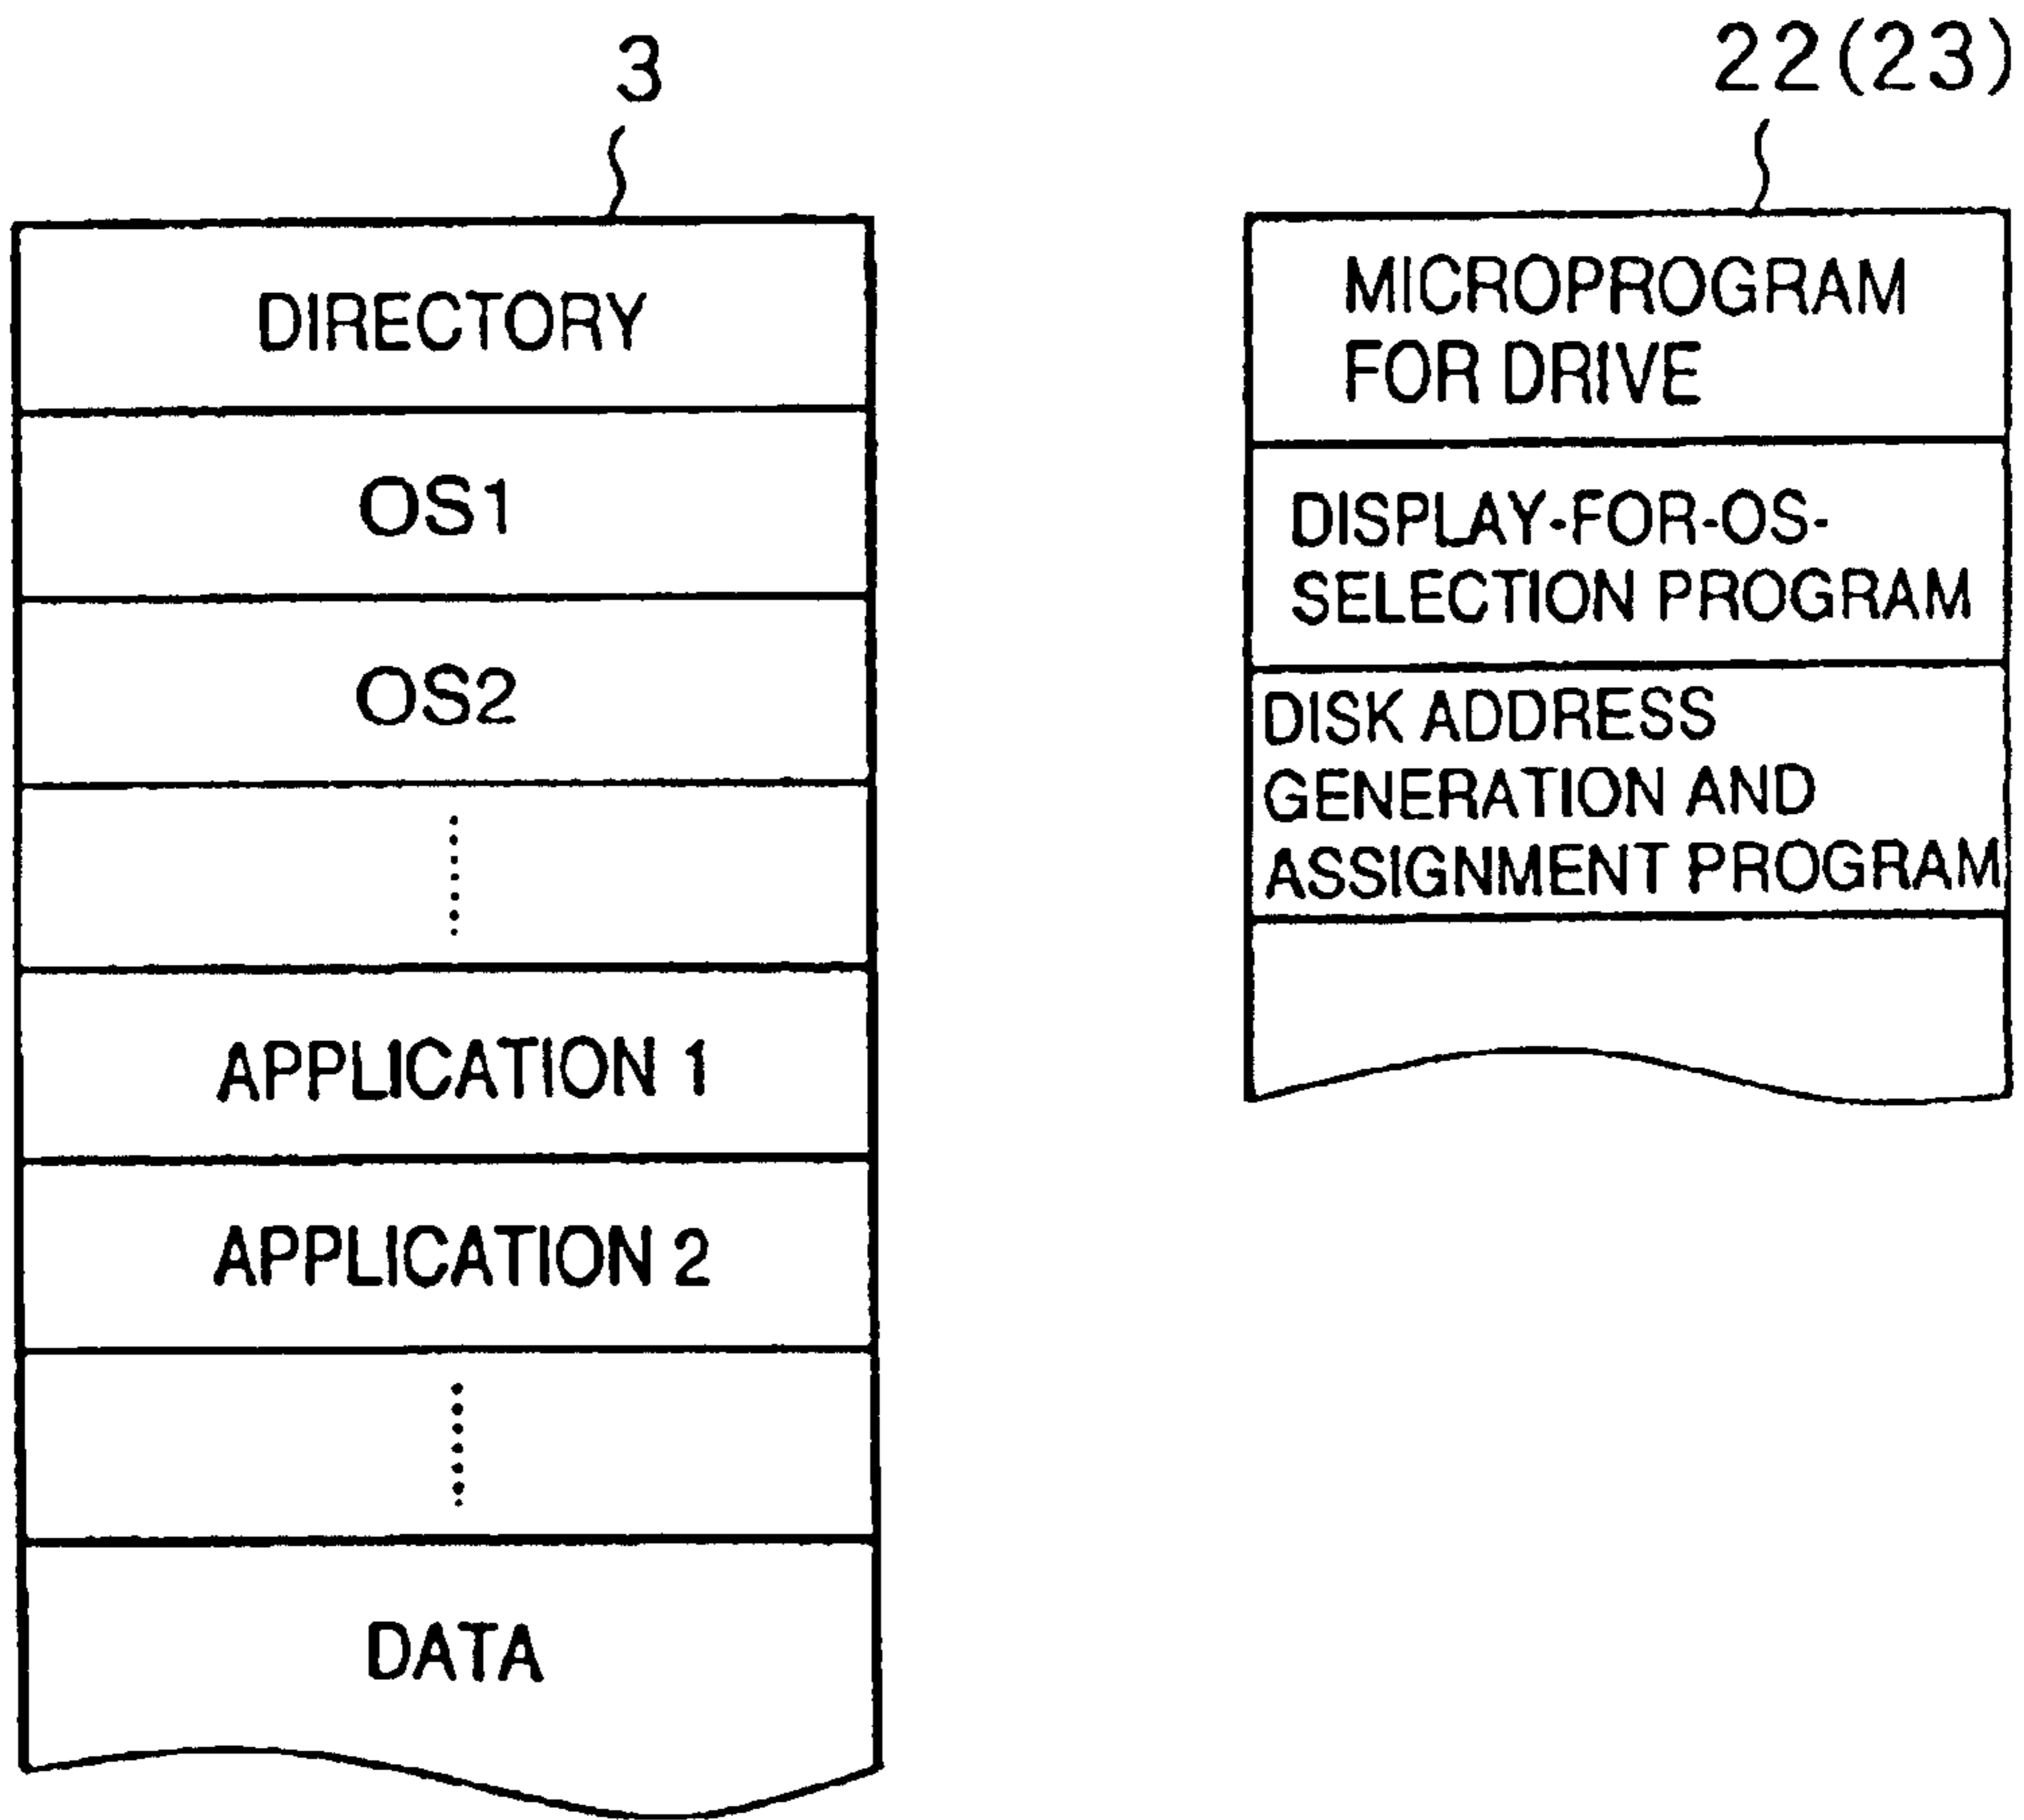 3
DIRECTORY
OS1
OS2
APPLICATION 1
APPLICATION 2
DATA
22(23)
MICROPROGRAM
FOR DRIVE
DISPLAY-FOR-OS-
SELECTION PROGRAM
DISK ADDRESS
GENERATION AND
ASSIGNMENT PROGRAM